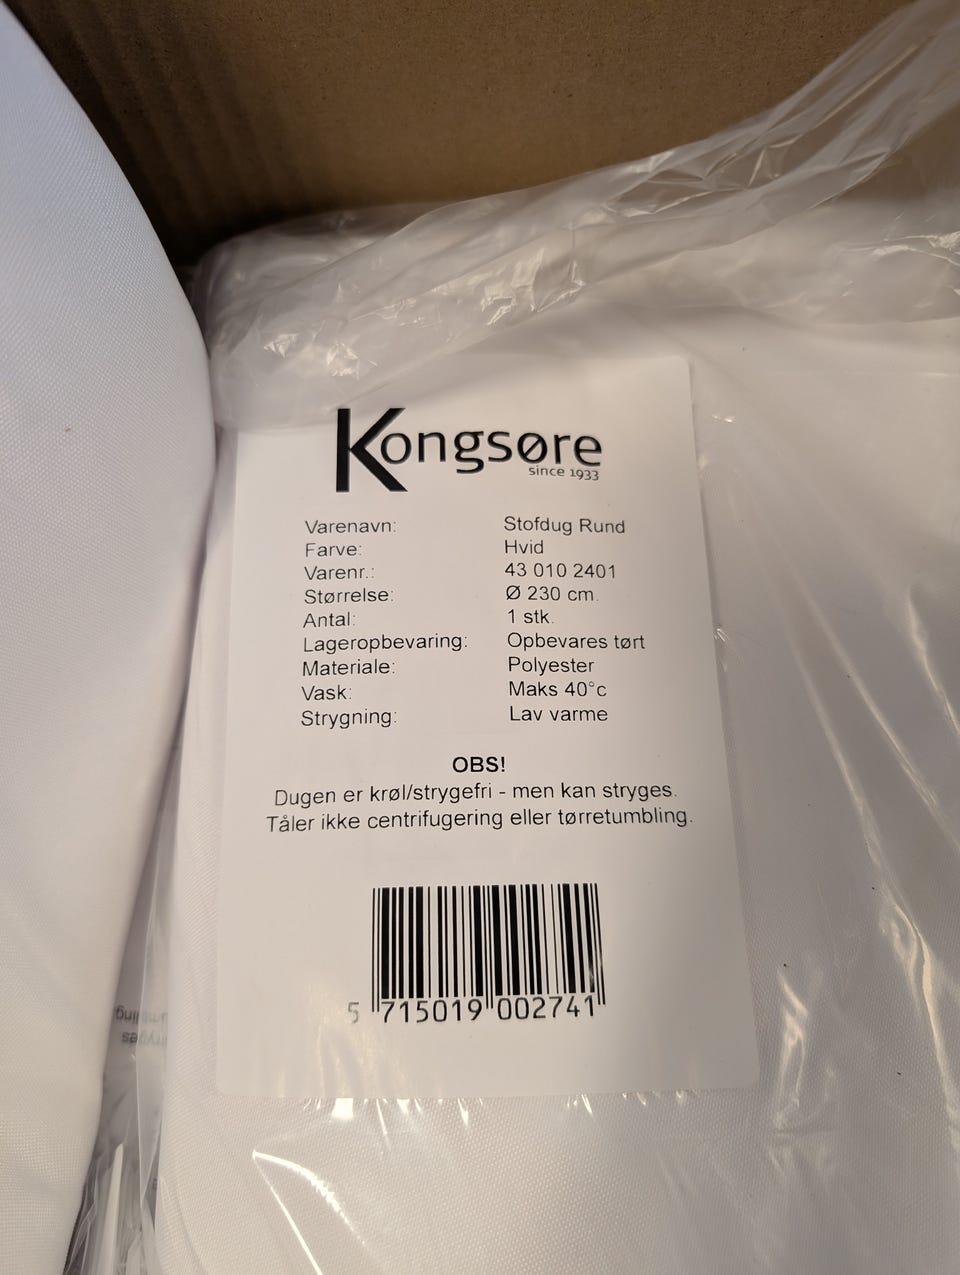 Kongsøre
since 1933
Varenavn: Stofdug Rund
Farve: Hvid
Varenr.: 43 010 2401
Størrelse: Ø 230 cm.
Antal: 1 stk.
Lageropbevaring: Opbevares tørt
Materiale: Polyester
Vask: Maks 40°c
Strygning: Lav varme
OBS!
Dugen er krøl/strygefri - men kan stryges.
Tåler ikke centrifugering eller tørretumbling.
5 715019 002741